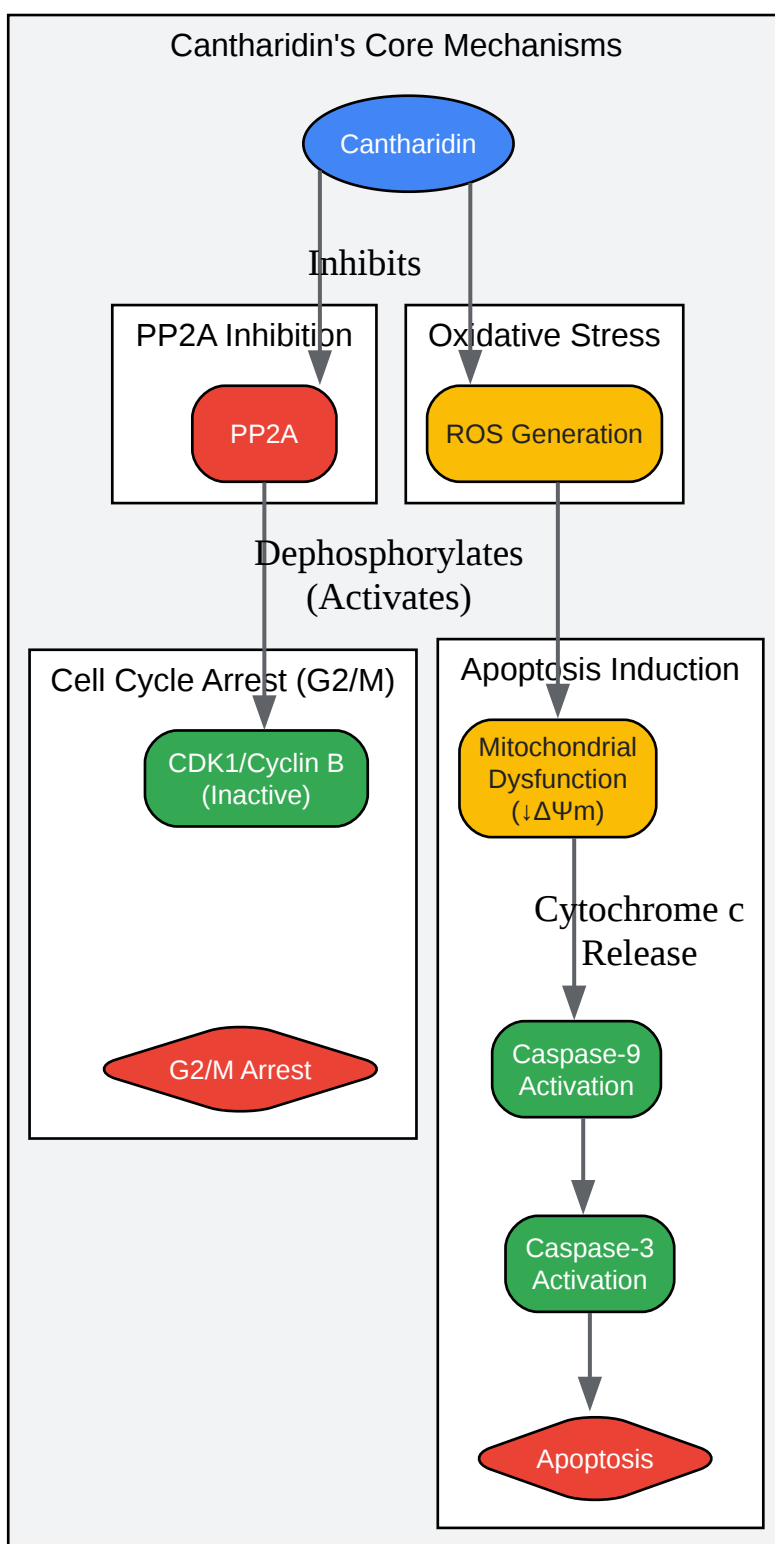 Cantharidin's Core Mechanisms
Cantharidin
Inhibits
PP2A Inhibition
Oxidative Stress
PP2A
ROS Generation
Dephosphorylates
(Activates)
Cell Cycle Arrest (G2/M)
Apoptosis Induction
CDK1/Cyclin B
(Inactive)
Mitochondrial
Dysfunction
(↓ΔΨm)
Cytochrome c
Release
G2/M Arrest
Caspase-9
Activation
Caspase-3
Activation
Apoptosis